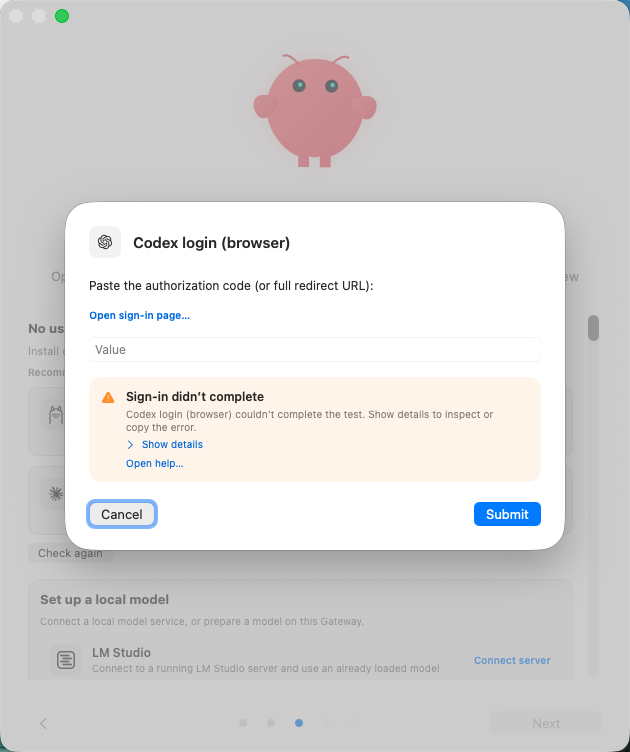 Codex login (browser)
Paste the authorization code (or full redirect URL):
Open sign-in page...
Value
Sign-in didn't complete
Codex login (browser) couldn't complete the test. Show details to inspect or
copy the error.
Show details
Open help...
Cancel
Submit
No us
Install
Recomm
Check again
Set up a local model
Connect a local model service, or prepare a model on this Gateway.
LM Studio
Connect to a running LM Studio server and use an already loaded model
Connect server
Next